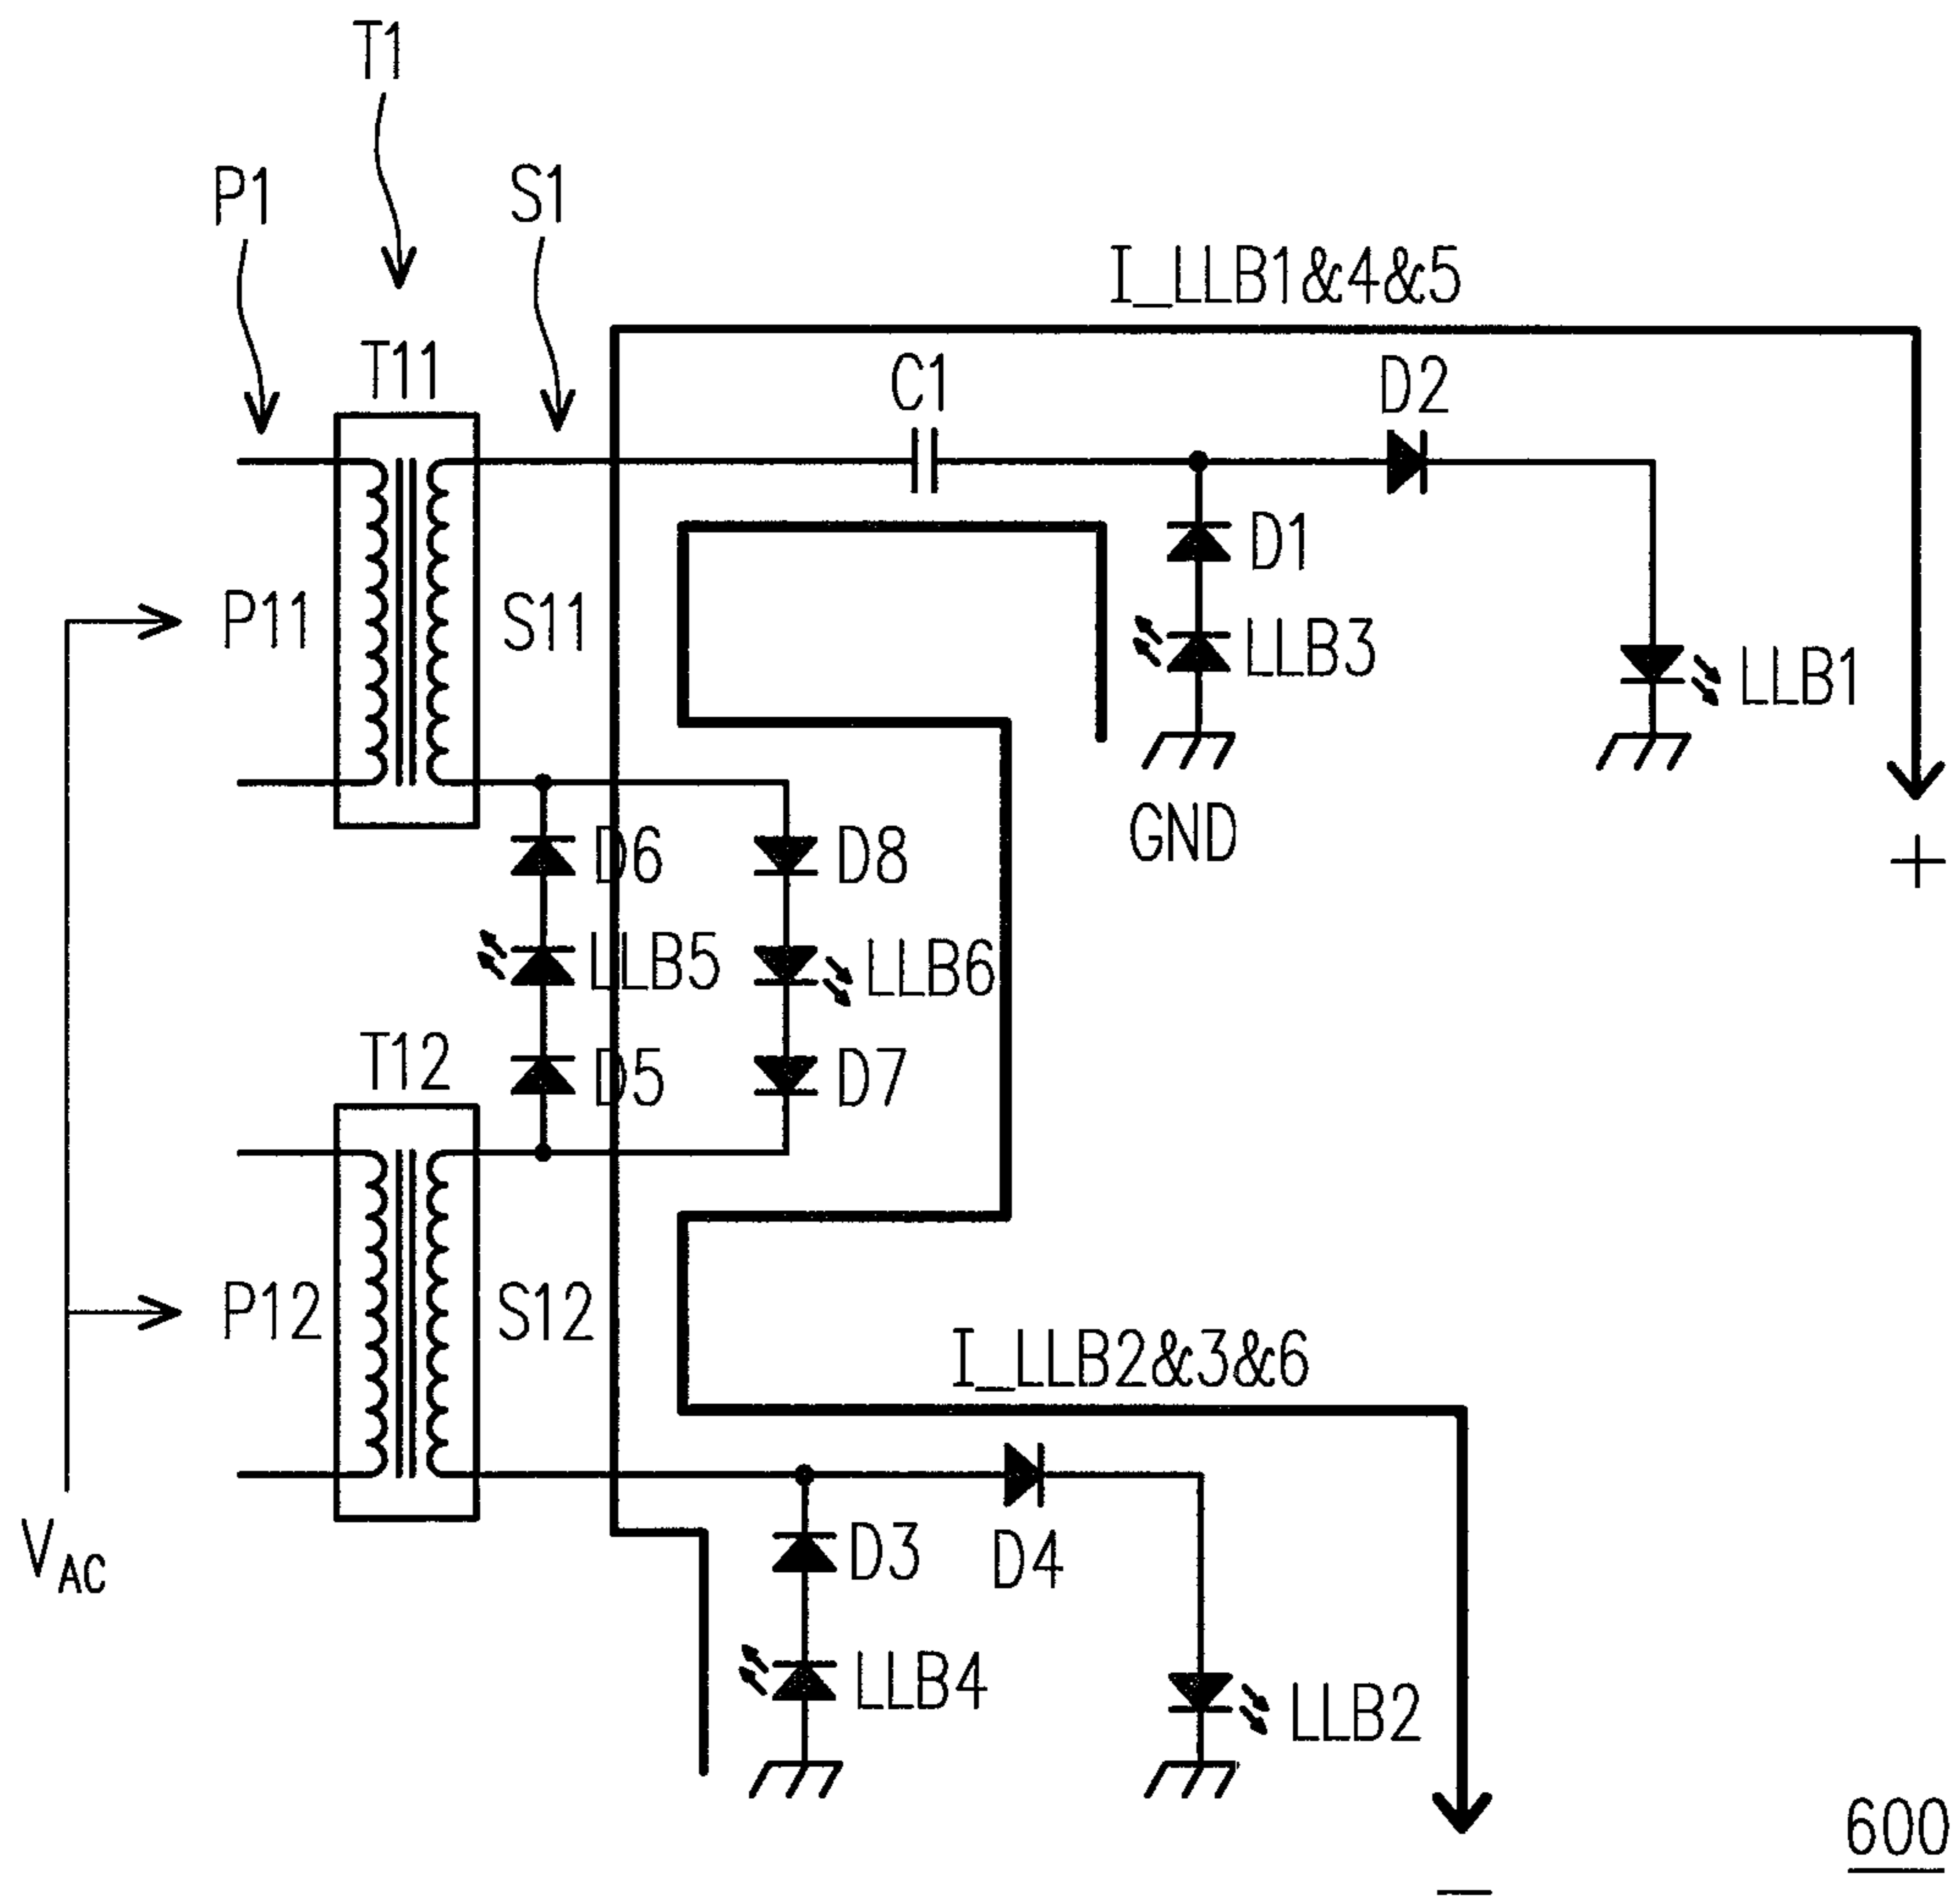 T1
P1
S1
I_LLB1&4&5
T11
C1
D2
D1
P11
S11
LLB3
LLB1
GND
D6
D8
+
LLB5
LLB6
T12
D5
D7
P12
S12
I_LLB2&3&6
VAC
D3
D4
LLB4
LLB2
600
−